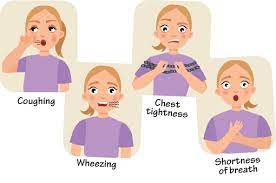 Coughing
Wheezing
Chest
tightness
Shortness
of breath